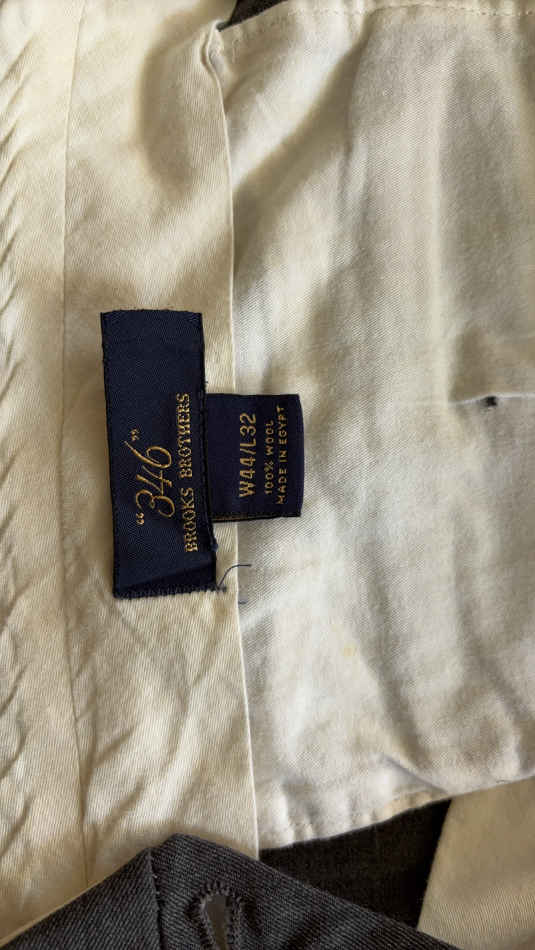 “346”
BROOKS BROTHERS
W44/L32
100% WOOL
MADE IN EGYPT